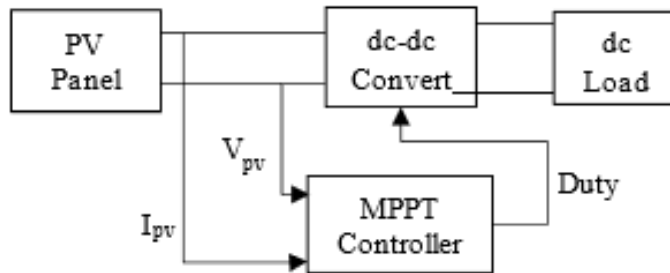 PV
Panel
dc-dc
Convert
dc
Load
Vpv
Duty
MPPT
Controller
Ipv